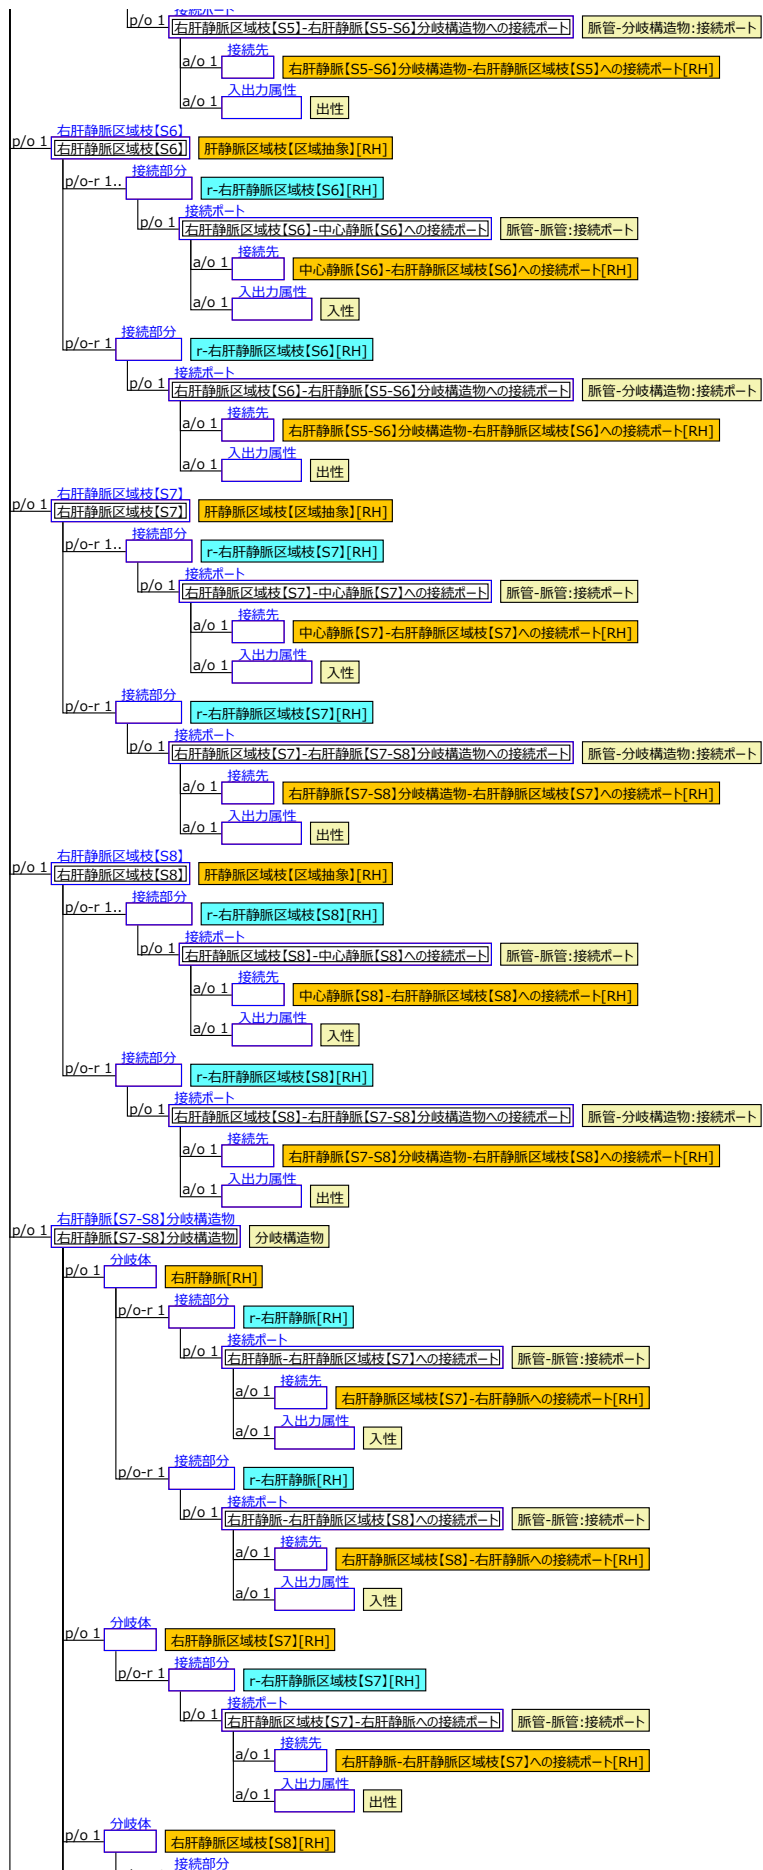 接続ポート
p/o 1 右肝静脈区域枝【S5】-右肝静脈【S5-S6】分岐構造物への接続ポート 脈管-分岐構造物:接続ポート
接続先
a/o 1 右肝静脈【S5-S6】分岐構造物-右肝静脈区域枝【S5】への接続ポート[RH]
入出力属性
a/o 1 出性
右肝静脈区域枝【S6】
p/o 1 右肝静脈区域枝【S6】 肝静脈区域枝【区域抽象】[RH]
接続部分
p/o-r 1.. r-右肝静脈区域枝【S6】[RH]
接続ポート
p/o 1 右肝静脈区域枝【S6】-中心静脈【S6】への接続ポート 脈管-脈管:接続ポート
接続先
a/o 1 中心静脈【S6】-右肝静脈区域枝【S6】への接続ポート[RH]
入出力属性
a/o 1 入性
接続部分
p/o-r 1 r-右肝静脈区域枝【S6】[RH]
接続ポート
p/o 1 右肝静脈区域枝【S6】-右肝静脈【S5-S6】分岐構造物への接続ポート 脈管-分岐構造物:接続ポート
接続先
a/o 1 右肝静脈【S5-S6】分岐構造物-右肝静脈区域枝【S6】への接続ポート[RH]
入出力属性
a/o 1 出性
右肝静脈区域枝【S7】
p/o 1 右肝静脈区域枝【S7】 肝静脈区域枝【区域抽象】[RH]
接続部分
p/o-r 1.. r-右肝静脈区域枝【S7】[RH]
接続ポート
p/o 1 右肝静脈区域枝【S7】-中心静脈【S7】への接続ポート 脈管-脈管:接続ポート
接続先
a/o 1 中心静脈【S7】-右肝静脈区域枝【S7】への接続ポート[RH]
入出力属性
a/o 1 入性
接続部分
p/o-r 1 r-右肝静脈区域枝【S7】[RH]
接続ポート
p/o 1 右肝静脈区域枝【S7】-右肝静脈【S7-S8】分岐構造物への接続ポート 脈管-分岐構造物:接続ポート
接続先
a/o 1 右肝静脈【S7-S8】分岐構造物-右肝静脈区域枝【S7】への接続ポート[RH]
入出力属性
a/o 1 出性
右肝静脈区域枝【S8】
p/o 1 右肝静脈区域枝【S8】 肝静脈区域枝【区域抽象】[RH]
接続部分
p/o-r 1.. r-右肝静脈区域枝【S8】[RH]
接続ポート
p/o 1 右肝静脈区域枝【S8】-中心静脈【S8】への接続ポート 脈管-脈管:接続ポート
接続先
a/o 1 中心静脈【S8】-右肝静脈区域枝【S8】への接続ポート[RH]
入出力属性
a/o 1 入性
接続部分
p/o-r 1 r-右肝静脈区域枝【S8】[RH]
接続ポート
p/o 1 右肝静脈区域枝【S8】-右肝静脈【S7-S8】分岐構造物への接続ポート 脈管-分岐構造物:接続ポート
接続先
a/o 1 右肝静脈【S7-S8】分岐構造物-右肝静脈区域枝【S8】への接続ポート[RH]
入出力属性
a/o 1 出性
右肝静脈【S7-S8】分岐構造物
p/o 1 右肝静脈【S7-S8】分岐構造物 分岐構造物
分岐体
p/o 1 右肝静脈[RH]
接続部分
p/o-r 1 r-右肝静脈[RH]
接続ポート
p/o 1 右肝静脈-右肝静脈区域枝【S7】への接続ポート 脈管-脈管:接続ポート
接続先
a/o 1 右肝静脈区域枝【S7】-右肝静脈への接続ポート[RH]
入出力属性
a/o 1 入性
接続部分
p/o-r 1 r-右肝静脈[RH]
接続ポート
p/o 1 右肝静脈-右肝静脈区域枝【S8】への接続ポート 脈管-脈管:接続ポート
接続先
a/o 1 右肝静脈区域枝【S8】-右肝静脈への接続ポート[RH]
入出力属性
a/o 1 入性
分岐体
p/o 1 右肝静脈区域枝【S7】[RH]
接続部分
p/o-r 1 r-右肝静脈区域枝【S7】[RH]
接続ポート
p/o 1 右肝静脈区域枝【S7】-右肝静脈への接続ポート 脈管-脈管:接続ポート
接続先
a/o 1 右肝静脈-右肝静脈区域枝【S7】への接続ポート[RH]
入出力属性
a/o 1 出性
分岐体
p/o 1 右肝静脈区域枝【S8】[RH]
接続部分